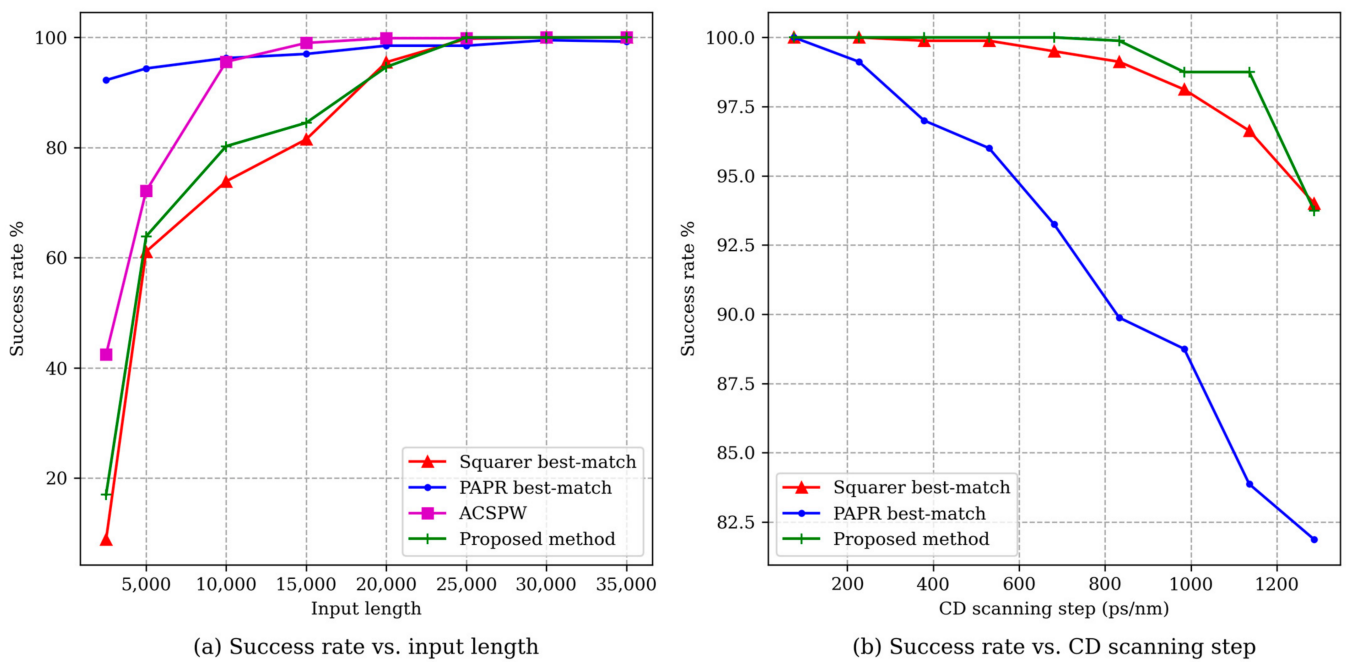 100
80
60
40
20
Success rate %
5,000
10,000
15,000
20,000
25,000
30,000
35,000
Input length
Squarer best-match
PAPR best-match
ACSPW
Proposed method
(a) Success rate vs. input length
100.0
97.5
95.0
92.5
90.0
87.5
85.0
82.5
Success rate %
200
400
600
800
1000
1200
CD scanning step (ps/nm)
Squarer best-match
PAPR best-match
Proposed method
(b) Success rate vs. CD scanning step